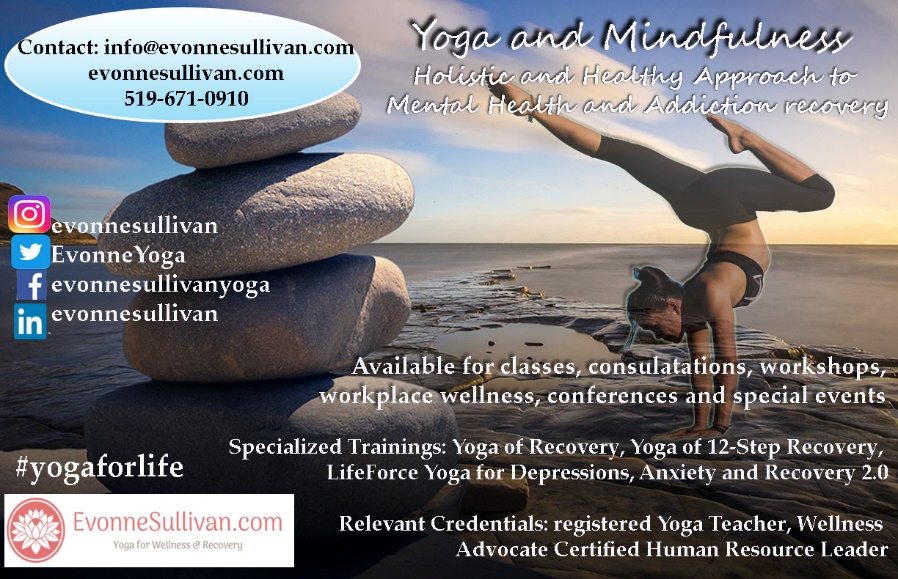 Contact: info@evonnesullivan.com
evonnesullivan.com
519-671-0910
Yoga and Mindfulness
Holistic and Healthy Approach to
Mental Health and Addiction recovery
evonnesullivan
EvonneYoga
evonnesullivanyoga
in evonnesullivan
Available for classes, consulatations, workshops,
workplace wellness, conferences and special events
Specialized Trainings: Yoga of Recovery, Yoga of 12-Step Recovery,
LifeForce Yoga for Depressions, Anxiety and Recovery 2.0
#yogaforlife
EvonneSullivan.com
Yoga for Wellness & Recovery
Relevant Credentials: registered Yoga Teacher, Wellness
Advocate Certified Human Resource Leader